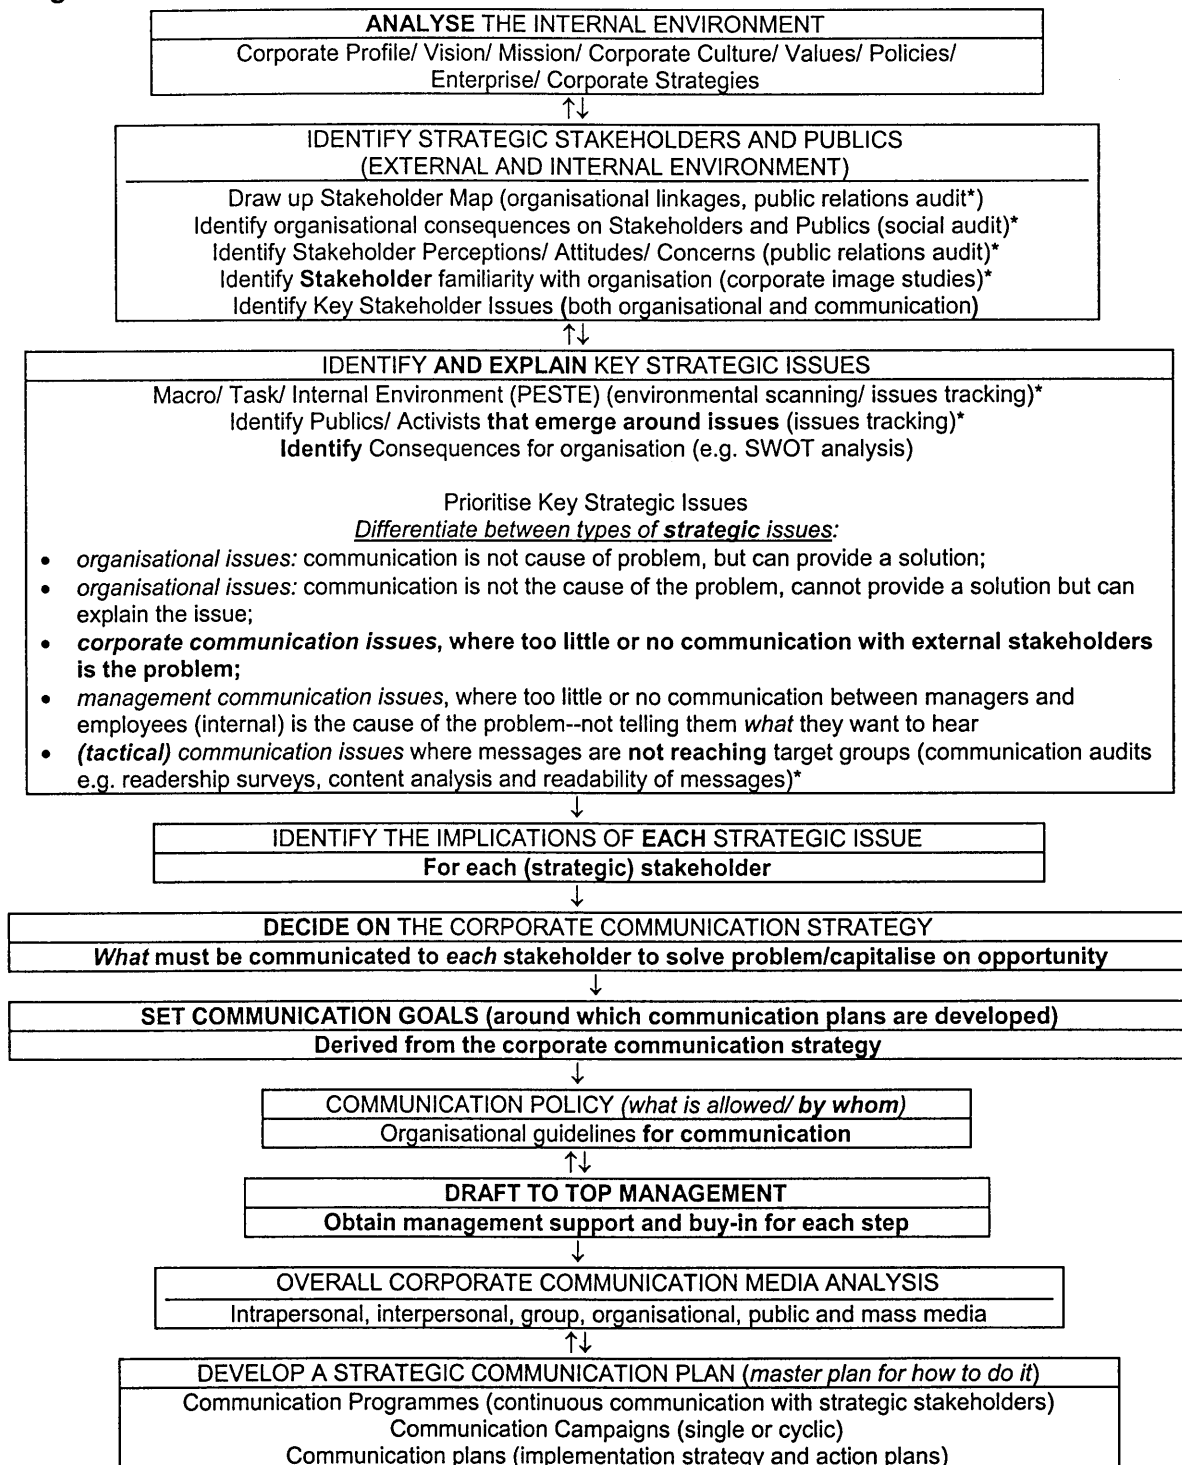 ANALYSE THE INTERNAL ENVIRONMENT
Corporate Profile/ Vision/ Mission/ Corporate Culture/ Values/ Policies/
Enterprise/ Corporate Strategies
↑↓
IDENTIFY STRATEGIC STAKEHOLDERS AND PUBLICS
(EXTERNAL AND INTERNAL ENVIRONMENT)
Draw up Stakeholder Map (organisational linkages, public relations audit*)
Identify organisational consequences on Stakeholders and Publics (social audit)*
Identify Stakeholder Perceptions/ Attitudes/ Concerns (public relations audit)*
Identify Stakeholder familiarity with organisation (corporate image studies)*
Identify Key Stakeholder Issues (both organisational and communication)
↑↓
IDENTIFY AND EXPLAIN KEY STRATEGIC ISSUES
Macro/ Task/ Internal Environment (PESTE) (environmental scanning/ issues tracking)*
Identify Publics/ Activists that emerge around issues (issues tracking)*
Identify Consequences for organisation (e.g. SWOT analysis)
Prioritise Key Strategic Issues
Differentiate between types of strategic issues:
• organisational issues: communication is not cause of problem, but can provide a solution;
• organisational issues: communication is not the cause of the problem, cannot provide a solution but can
explain the issue;
• corporate communication issues, where too little or no communication with external stakeholders
is the problem;
• management communication issues, where too little or no communication between managers and
employees (internal) is the cause of the problem--not telling them what they want to hear
• (tactical) communication issues where messages are not reaching target groups (communication audits
e.g. readership surveys, content analysis and readability of messages)*
↓
IDENTIFY THE IMPLICATIONS OF EACH STRATEGIC ISSUE
For each (strategic) stakeholder
↓
DECIDE ON THE CORPORATE COMMUNICATION STRATEGY
What must be communicated to each stakeholder to solve problem/capitalise on opportunity
↓
SET COMMUNICATION GOALS (around which communication plans are developed)
Derived from the corporate communication strategy
↓
COMMUNICATION POLICY (what is allowed/ by whom)
Organisational guidelines for communication
↑↓
DRAFT TO TOP MANAGEMENT
Obtain management support and buy-in for each step
↓
OVERALL CORPORATE COMMUNICATION MEDIA ANALYSIS
Intrapersonal, interpersonal, group, organisational, public and mass media
↑↓
DEVELOP A STRATEGIC COMMUNICATION PLAN (master plan for how to do it)
Communication Programmes (continuous communication with strategic stakeholders)
Communication Campaigns (single or cyclic)
Communication plans (implementation strategy and action plans)